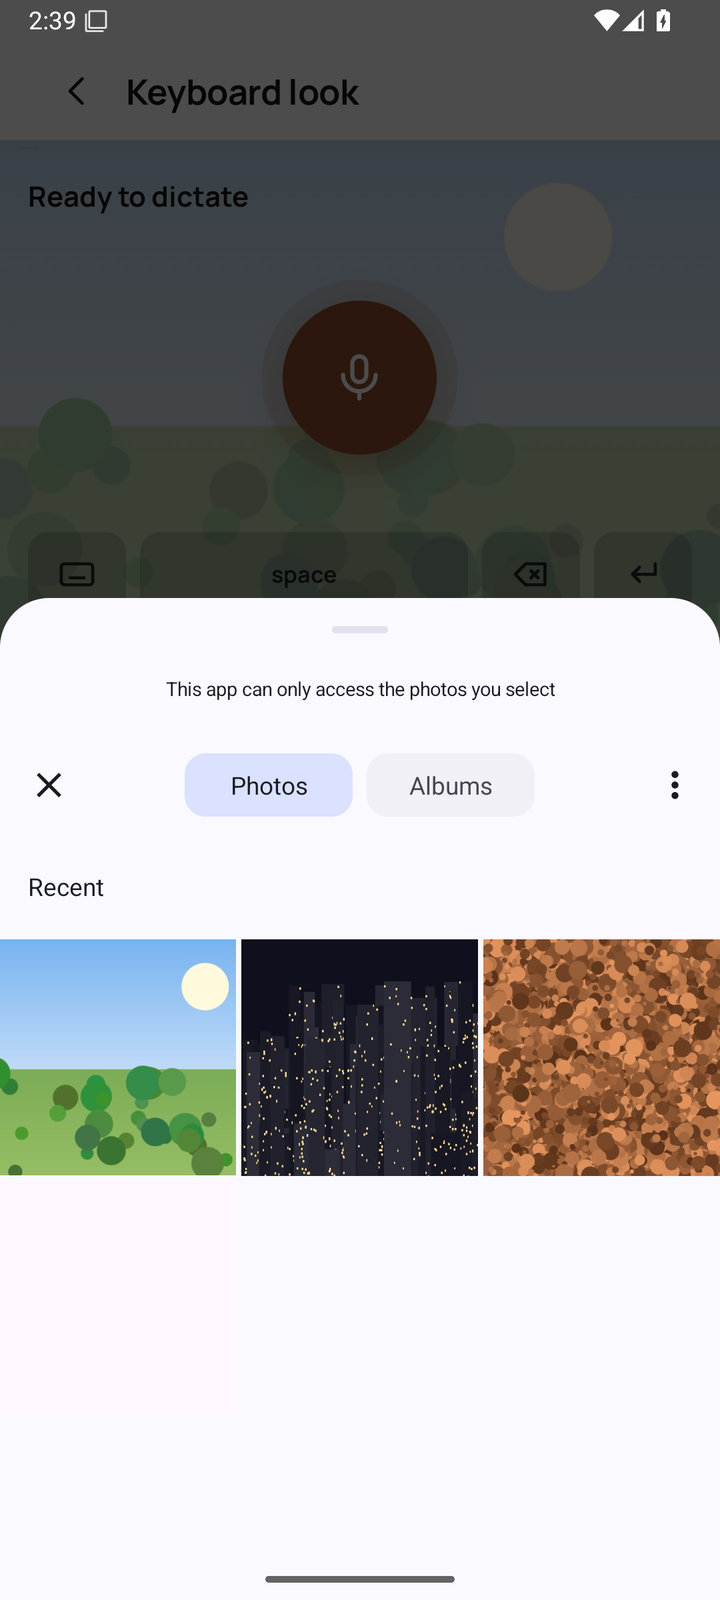 2:39
Keyboard look
Ready to dictate
space
This app can only access the photos you select
Photos
Albums
Recent